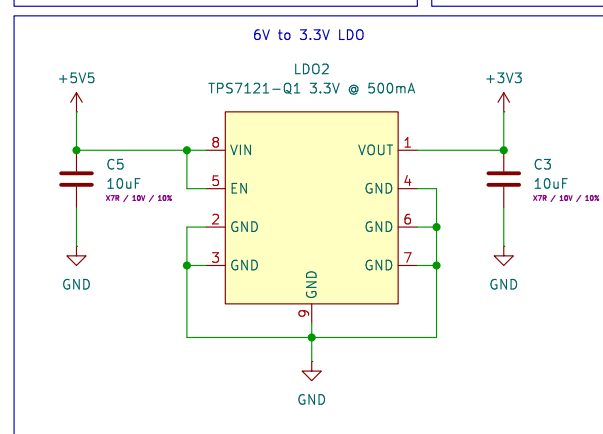 6V to 3.3V LDO
LDO2
TPS7121-Q1 3.3V @ 500mA
+5V5
+3V3
8
VIN
VOUT
1
C5
10uF
X7R / 10V / 10%
5
EN
GND
4
C3
10uF
X7R / 10V / 10%
2
GND
GND
6
3
GND
GND
7
GND
9
GND
GND
GND